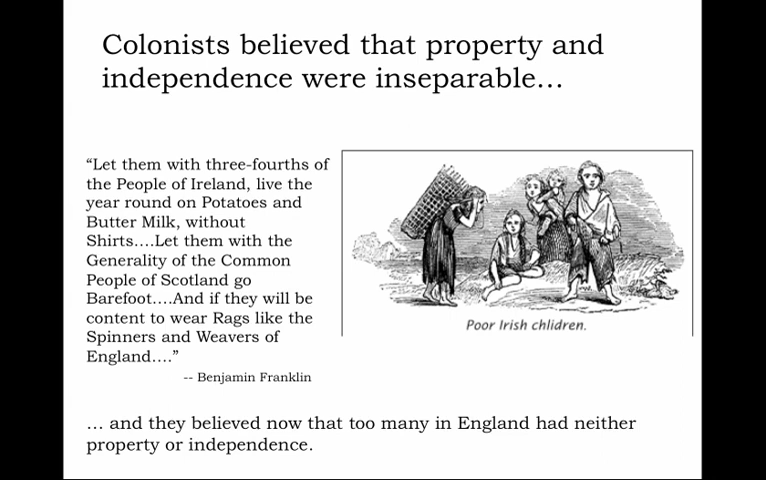 Colonists believed that property and
independence were inseparable…
“Let them with three-fourths of
the People of Ireland, live the
year round on Potatoes and
Butter Milk, without
Shirts….Let them with the
Generality of the Common
People of Scotland go
Barefoot….And if they will be
content to wear Rags like the
Spinners and Weavers of
England….”
-- Benjamin Franklin
Poor Irish chlidren.
… and they believed now that too many in England had neither
property or independence.